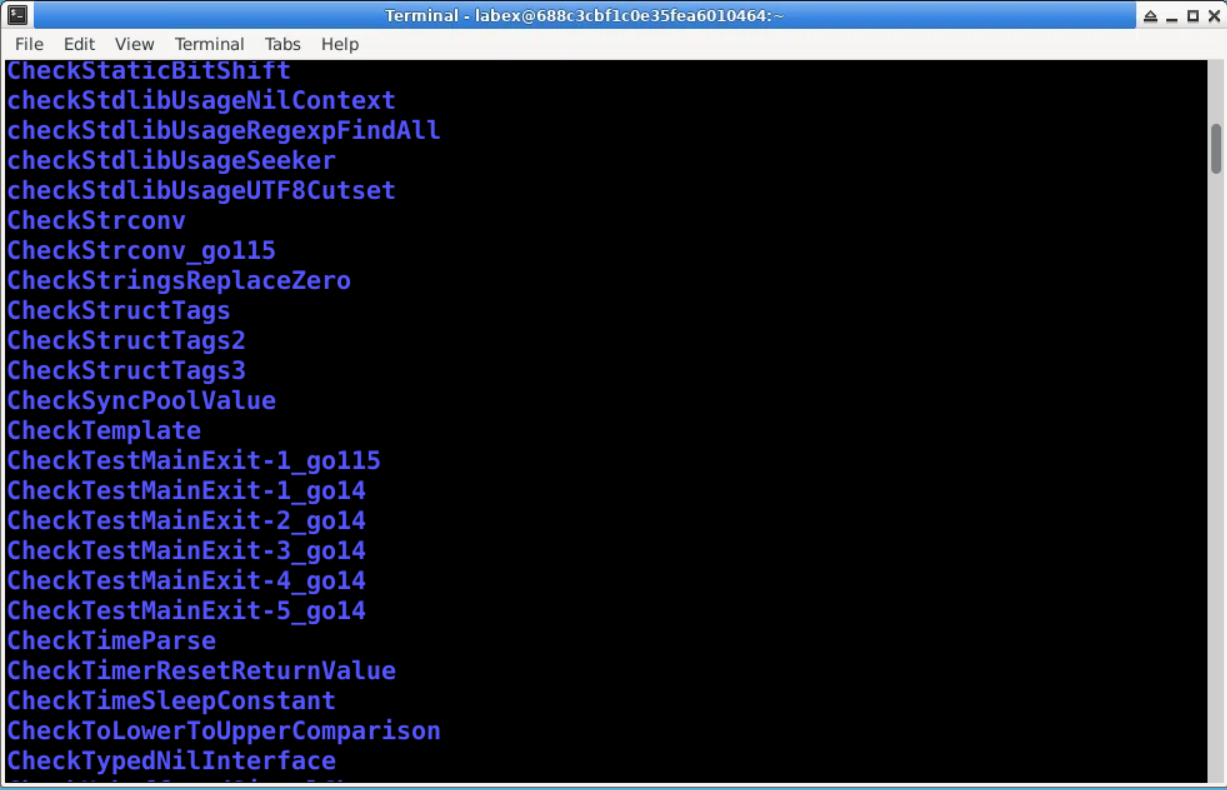 Terminal - labex@688c3cbf1c0e35fea6010464:~
File Edit View Terminal Tabs Help
CheckStaticBitShift
checkStdlibUsageNilContext
checkStdlibUsageRegexpFindAll
checkStdlibUsageSeeker
checkStdlibUsageUTF8Cutset
CheckStrconv
CheckStrconv_go115
CheckStringsReplaceZero
CheckStructTags
CheckStructTags2
CheckStructTags3
CheckSyncPoolValue
CheckTemplate
CheckTestMainExit-1_go115
CheckTestMainExit-1_go14
CheckTestMainExit-2_go14
CheckTestMainExit-3_go14
CheckTestMainExit-4_go14
CheckTestMainExit-5_go14
CheckTimeParse
CheckTimerResetReturnValue
CheckTimeSleepConstant
CheckToLowerToUpperComparison
CheckTypedNilInterface